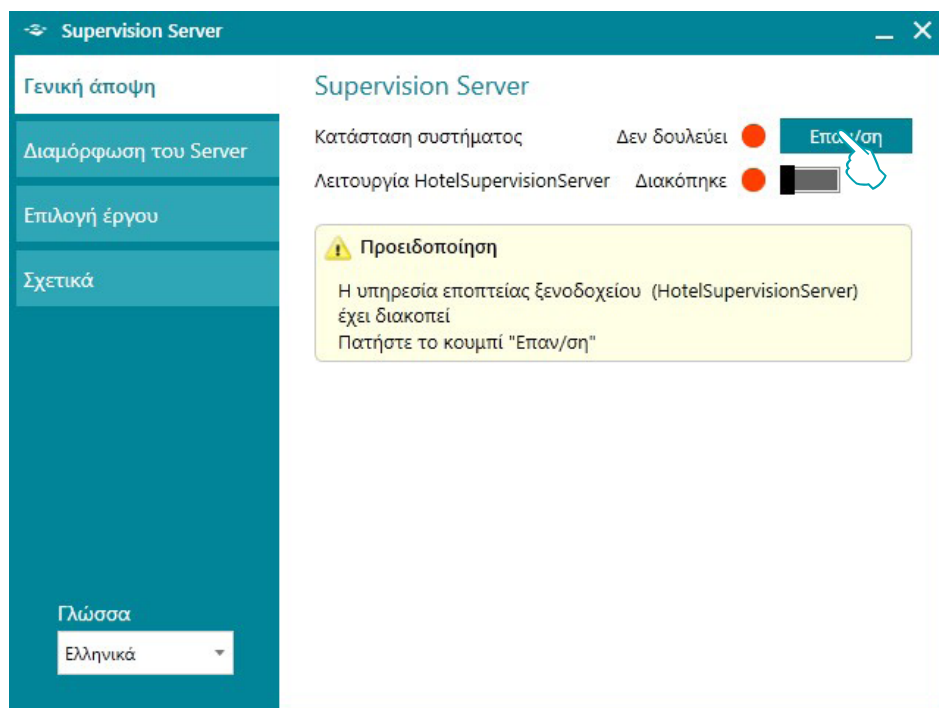 Supervision Server
Γενική άποψη
Διαμόρφωση του Server
Επιλογή έργου
Σχετικά
Γλώσσα
Ελληνικά
Supervision Server
Κατάσταση συστήματος Δεν δουλεύει Επαν/ση
Λειτουργία HotelSupervisionServer Διακόπηκε
Προειδοποίηση
Η υπηρεσία εποπτείας ξενοδοχείου (HotelSupervisionServer)
έχει διακοπεί
Πατήστε το κουμπί "Επαν/ση"